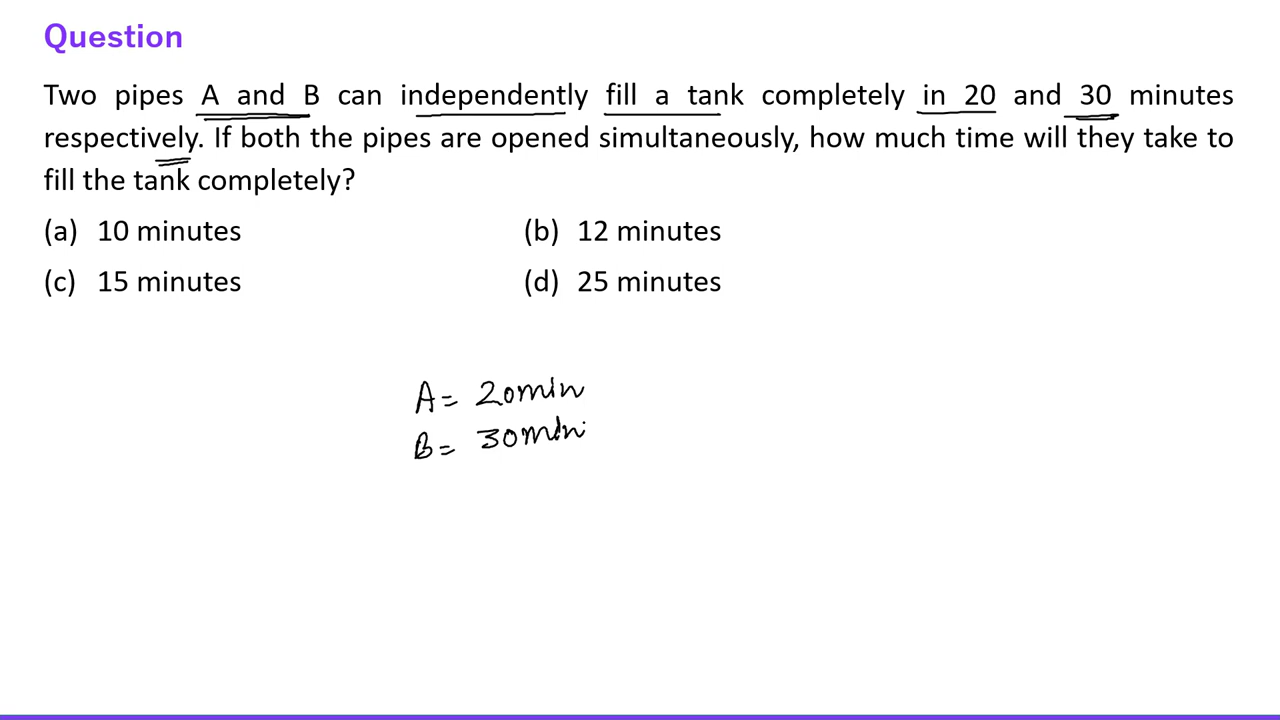 Question
Two pipes A and B can independently fill a tank completely in 20 and 30 minutes
respectively. If both the pipes are opened simultaneously, how much time will they take to
fill the tank completely?
(a) 10 minutes (b) 12 minutes
(c) 15 minutes (d) 25 minutes
A = 20min
B = 30min